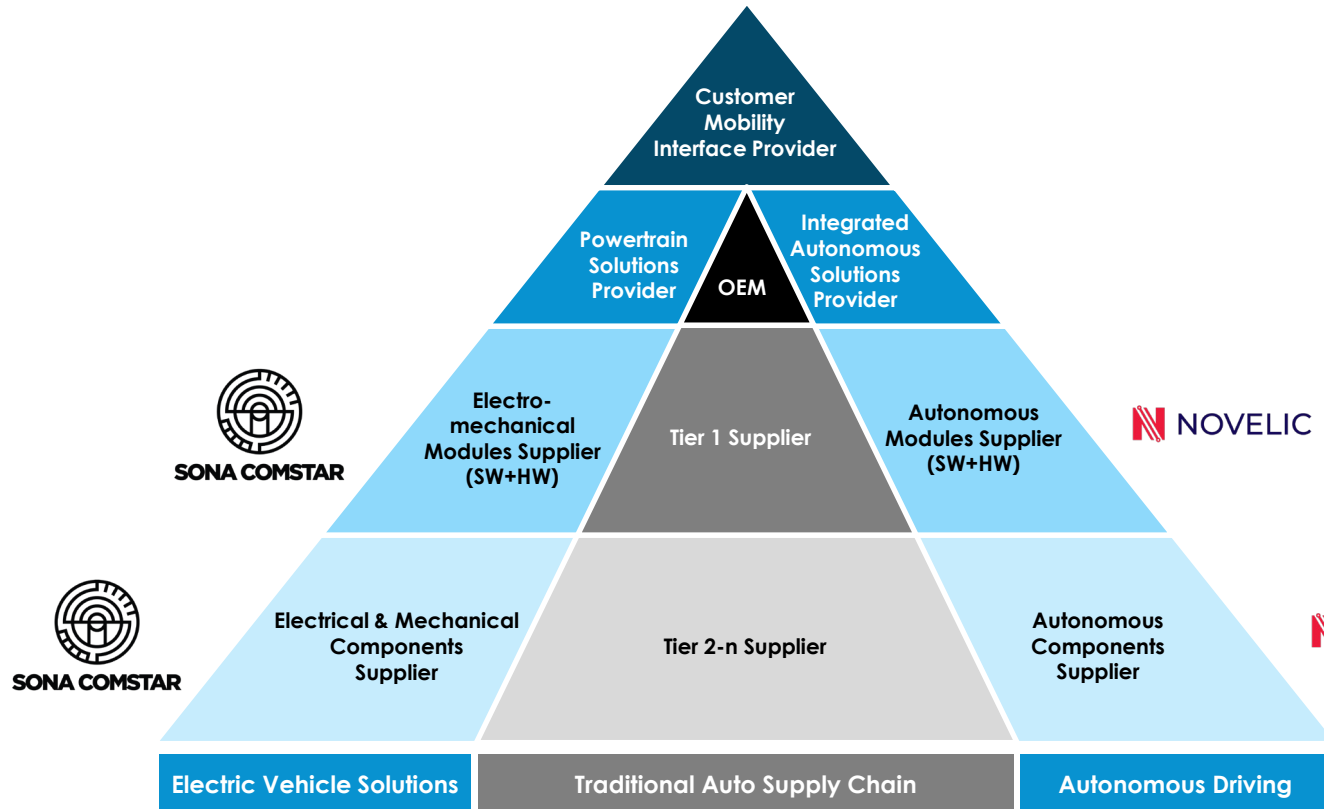 Customer
Mobility
Interface Provider
Powertrain
Solutions
Provider
OEM
Integrated
Autonomous
Solutions
Provider
SONA COMSTAR
Electro-
mechanical
Modules Supplier
(SW+HW)
Tier 1 Supplier
Autonomous
Modules Supplier
(SW+HW)
NOVELIC
SONA COMSTAR
Electrical & Mechanical
Components
Supplier
Tier 2-n Supplier
Autonomous
Components
Supplier
Electric Vehicle Solutions
Traditional Auto Supply Chain
Autonomous Driving